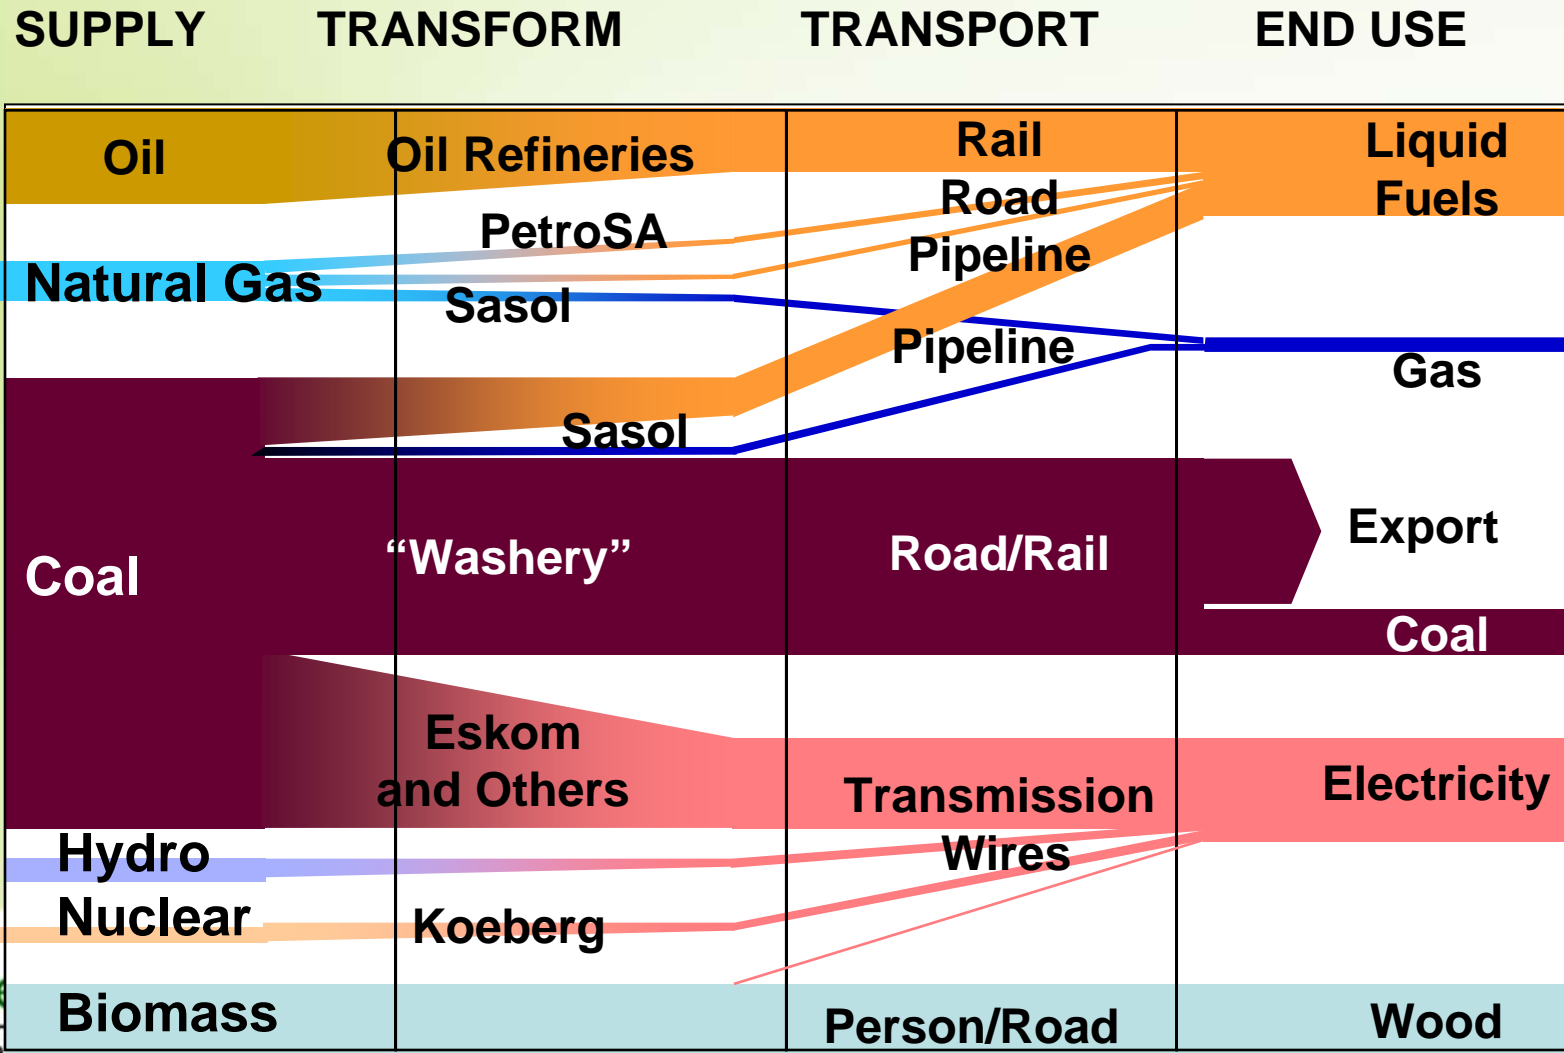 SUPPLY TRANSFORM TRANSPORT END USE
Oil
Oil Refineries
Rail
Road
Pipeline
Liquid
Fuels
Natural Gas
PetroSA
Sasol
Pipeline
Gas
Sasol
Coal
“Washery”
Road/Rail
Export
Coal
Eskom
and Others
Transmission
Wires
Electricity
Hydro
Nuclear
Koeberg
Biomass
Person/Road
Wood